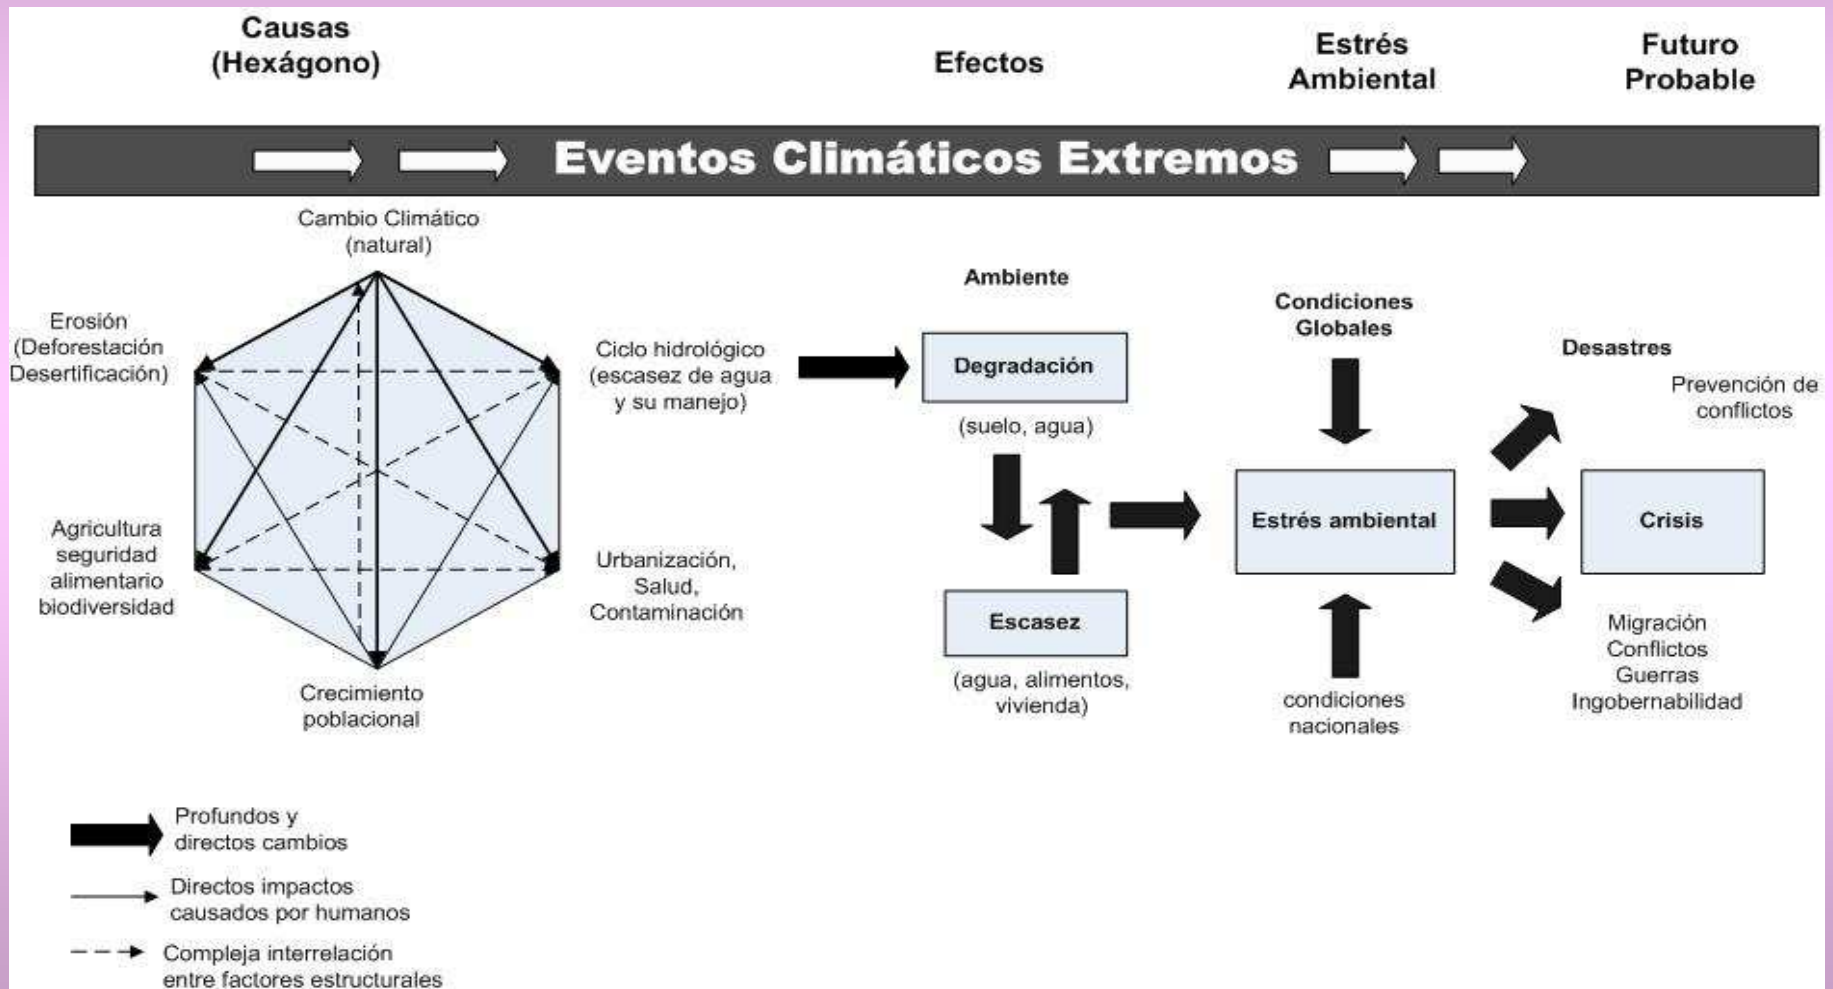 Causas
(Hexágono)
Efectos
Estrés
Ambiental
Futuro
Probable
Eventos Climáticos Extremos
Cambio Climático
(natural)
Erosión
(Deforestación
Desertificación)
Ciclo hidrológico
(escasez de agua
y su manejo)
Agricultura
seguridad
alimentario
biodiversidad
Urbanización,
Salud,
Contaminación
Crecimiento
poblacional
Ambiente
Degradación
(suelo, agua)
Escasez
(agua, alimentos,
vivienda)
Condiciones
Globales
Estrés ambiental
condiciones
nacionales
Desastres
Prevención de
conflictos
Crisis
Migración
Conflictos
Guerras
Ingobernabilidad
Profundos y
directos cambios
Directos impactos
causados por humanos
Compleja interrelación
entre factores estructurales